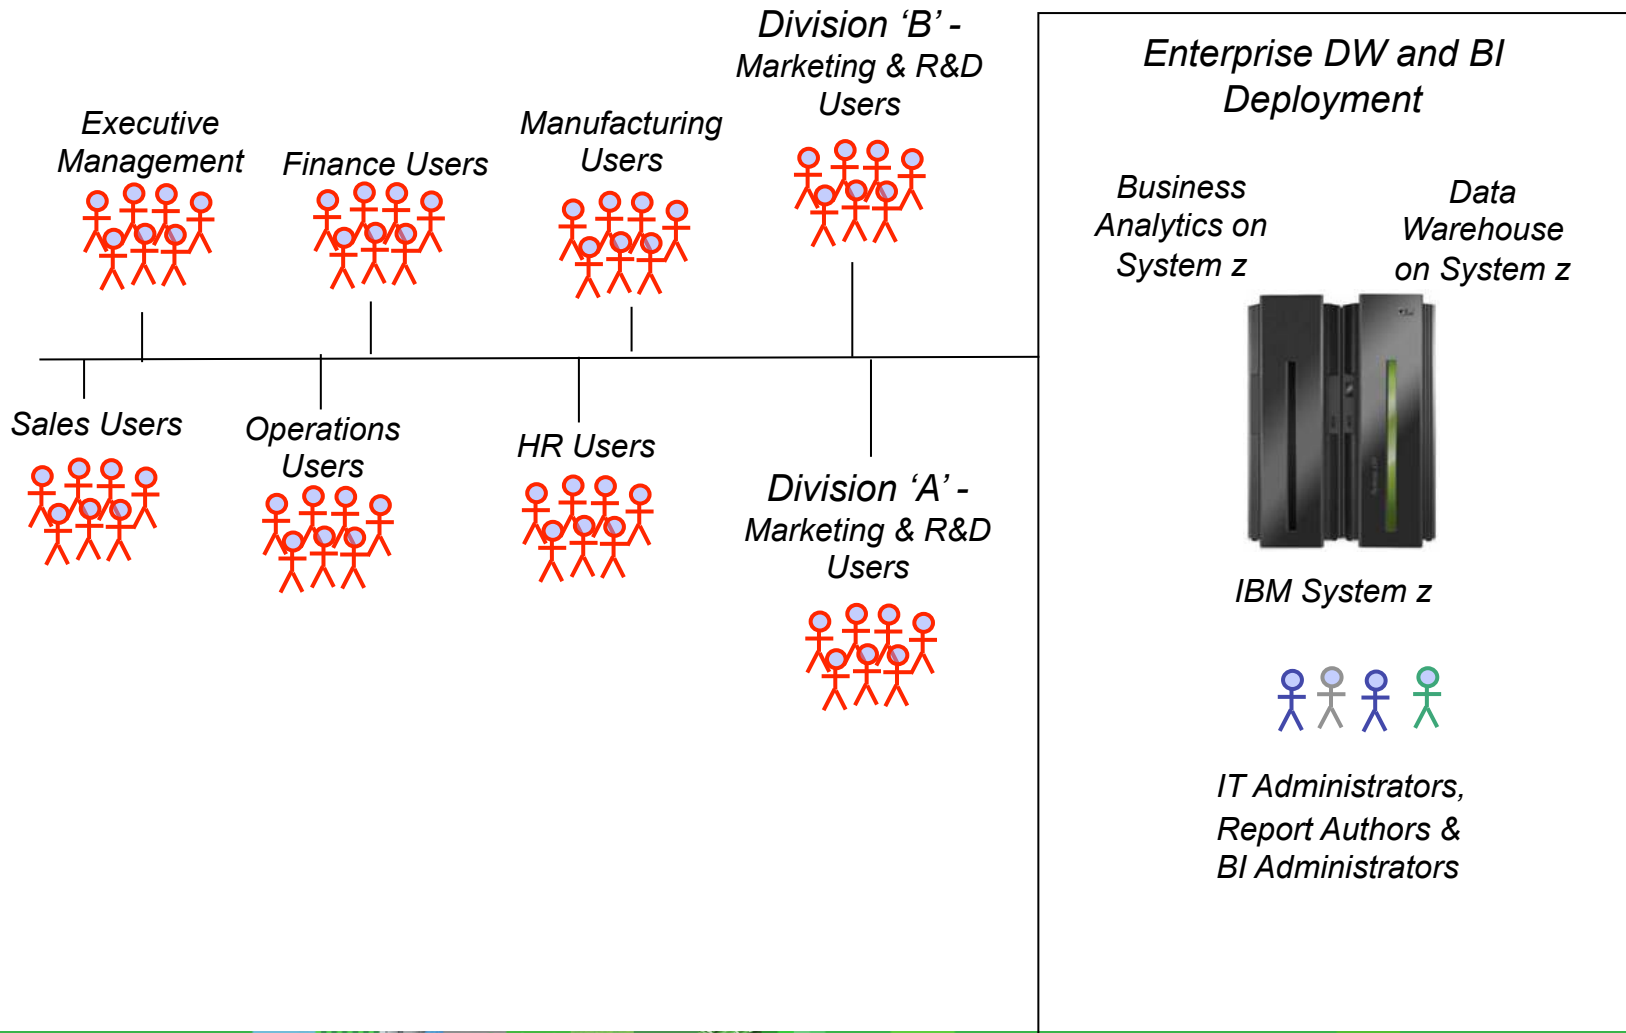 Division ‘B’ -
Marketing & R&D
Users
Executive
Management
Finance Users
Manufacturing
Users
Sales Users
Operations
Users
HR Users
Division ‘A’ -
Marketing & R&D
Users
Enterprise DW and BI
Deployment
Business
Analytics on
System z
Data
Warehouse
on System z
IBM System z
IT Administrators,
Report Authors &
BI Administrators